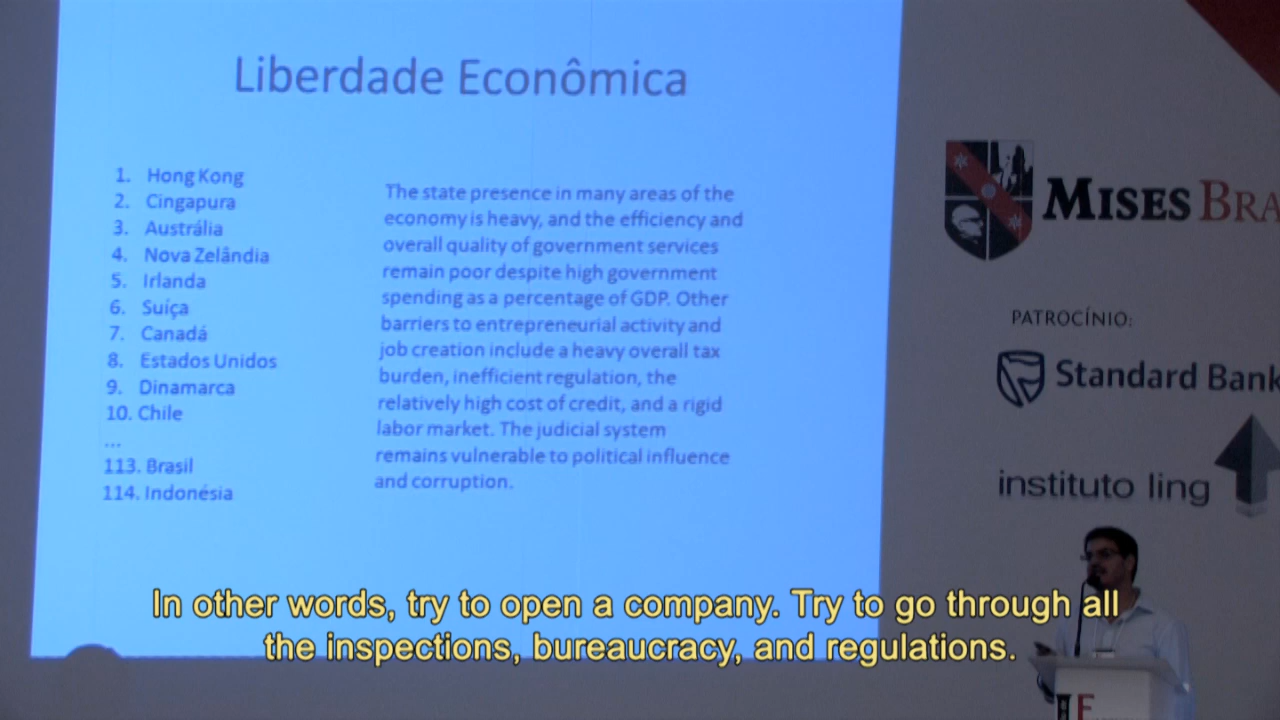 Liberdade Econômica
1. Hong Kong
2. Cingapura
3. Austrália
4. Nova Zelândia
5. Irlanda
6. Suíça
7. Canadá
8. Estados Unidos
9. Dinamarca
10. Chile
...
113. Brasil
114. Indonésia
The state presence in many areas of the
economy is heavy, and the efficiency and
overall quality of government services
remain poor despite high government
spending as a percentage of GDP. Other
barriers to entrepreneurial activity and
job creation include a heavy overall tax
burden, inefficient regulation, the
relatively high cost of credit, and a rigid
labor market. The judicial system
remains vulnerable to political influence
and corruption.
MISES BRA
PATROCÍNIO:
Standard Bank
instituto ling
In other words, try to open a company. Try to go through all
the inspections, bureaucracy, and regulations.